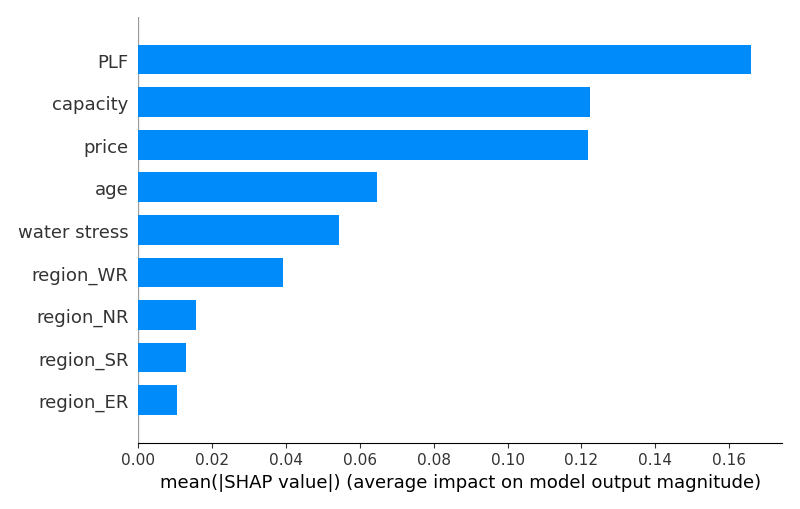 PLF
capacity
price
age
water stress
region_WR
region_NR
region_SR
region_ER
0.00 0.02 0.04 0.06 0.08 0.10 0.12 0.14 0.16
mean(|SHAP value|) (average impact on model output magnitude)